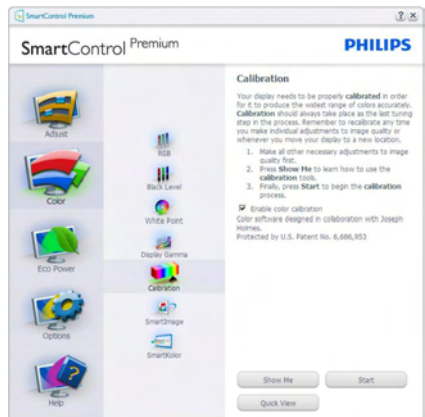 SmartControl Premium
? x
SmartControl Premium
PHILIPS
Adjust
Color
Eco Power
Options
Help
RGB
Black Level
White Point
Display Gamma
Calibration
SmartImage
SmartKolor
Calibration
Your display needs to be properly calibrated in order
for it to produce the widest range of colors accurately.
Calibration should always take place as the last tuning
step in the process. Remember to recalibrate any time
you make individual adjustments to image quality or
whenever you move your display to a new location.
1. Make all other necessary adjustments to image
quality first.
2. Press Show Me to learn how to use the
calibration tools.
3. Finally, press Start to begin the calibration
process.
Enable color calibration
Color software designed in collaboration with Joseph
Holmes.
Protected by U.S. Patent No. 6,686,953
Show Me
Start
Quick View